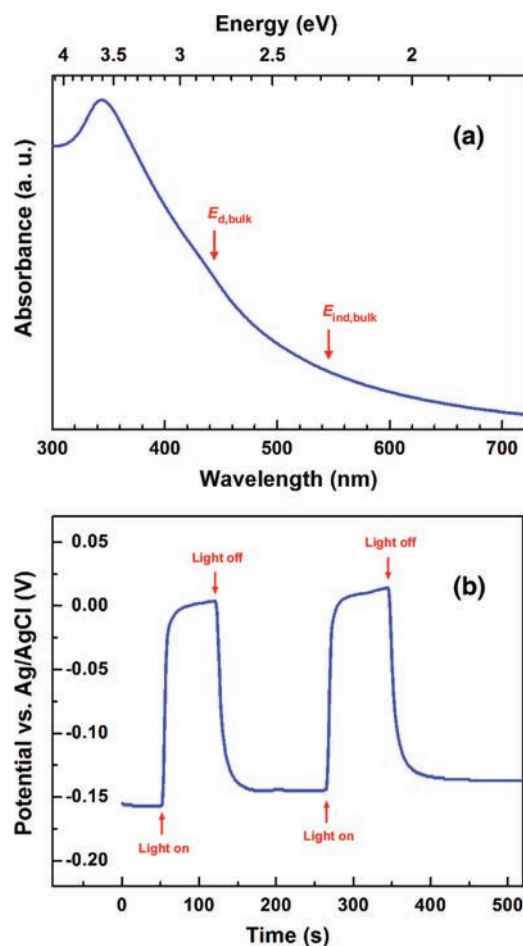 Energy (eV)
4 3.5 3 2.5 2
(a)
Absorbance (a. u.)
E d,bulk
E ind,bulk
300 400 500 600 700
Wavelength (nm)
0.05
0.00
-0.05
-0.10
-0.15
-0.20
Potential vs. Ag/AgCl (V)
Light off
Light off
(b)
Light on
Light on
0 100 200 300 400 500
Time (s)